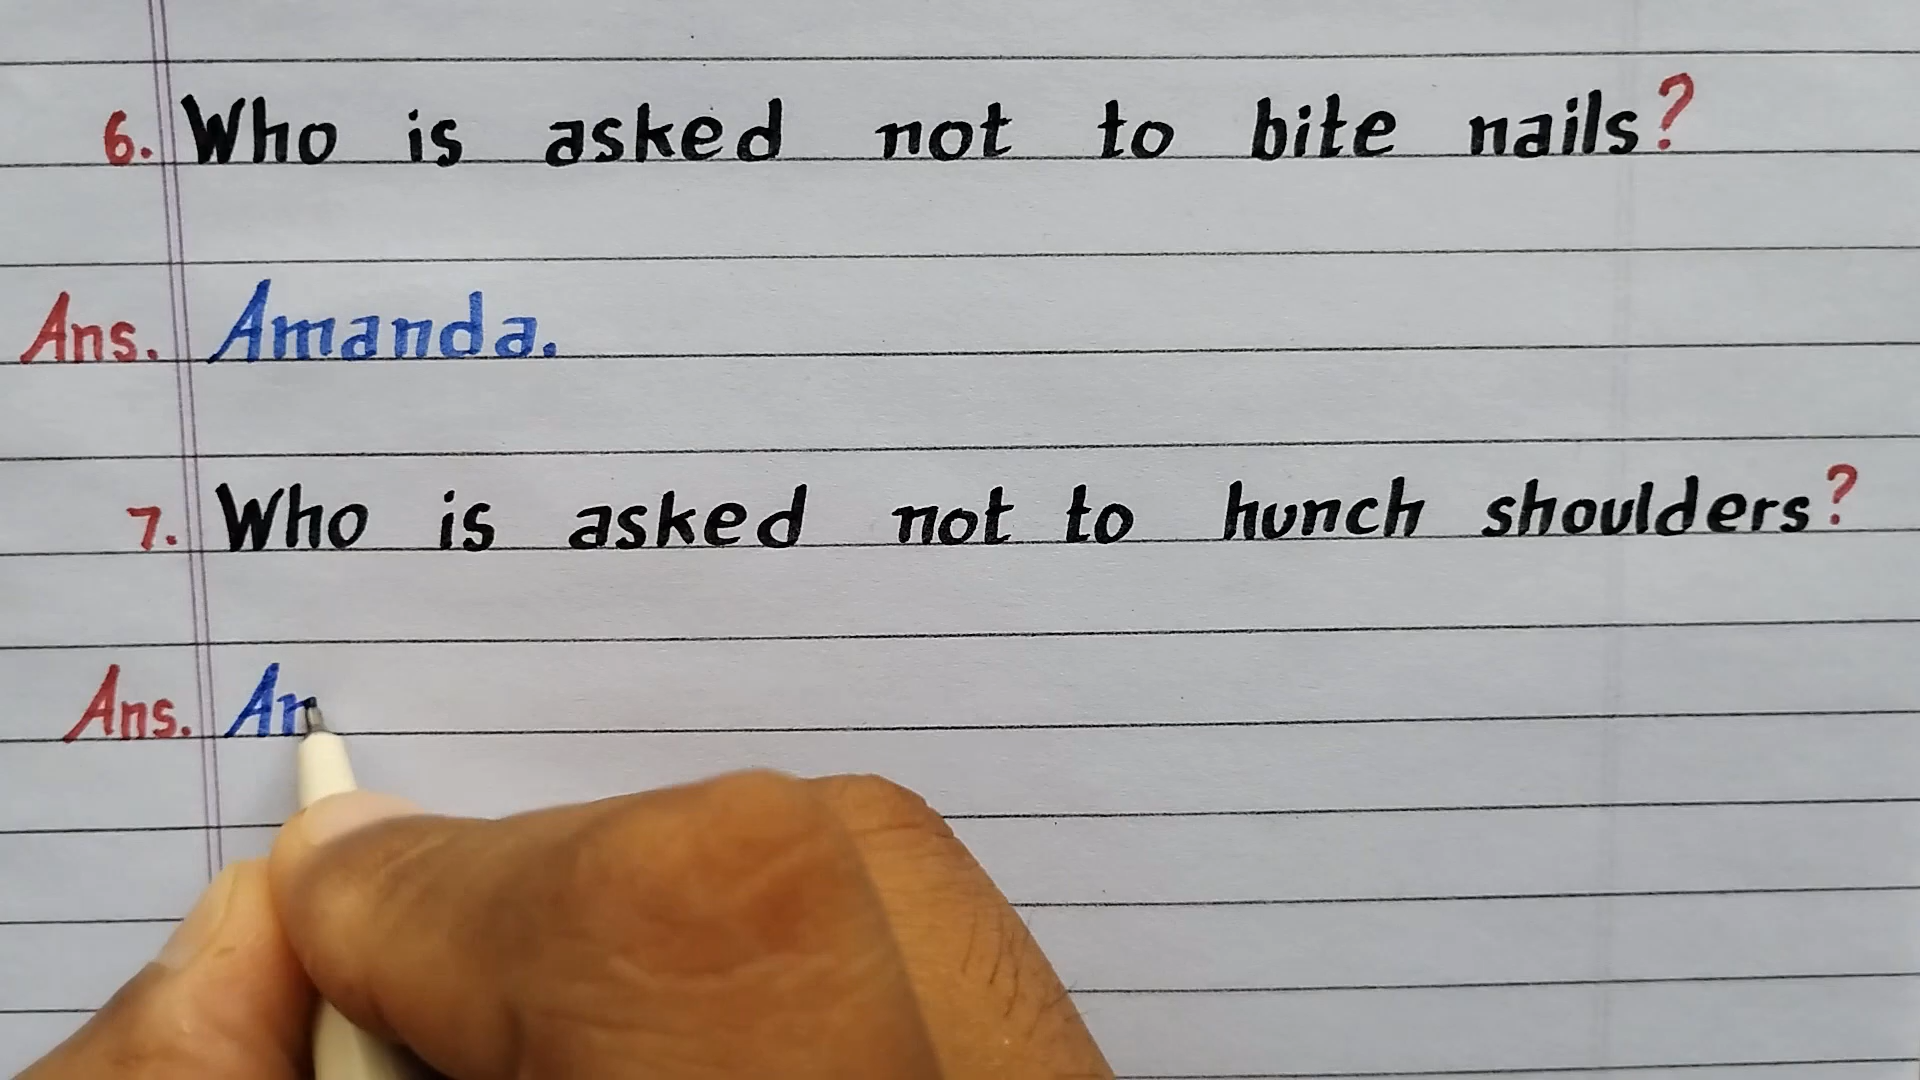 6. Who is asked not to bite nails?
Ans. Amanda.
7. Who is asked not to hunch shoulders?
Ans.